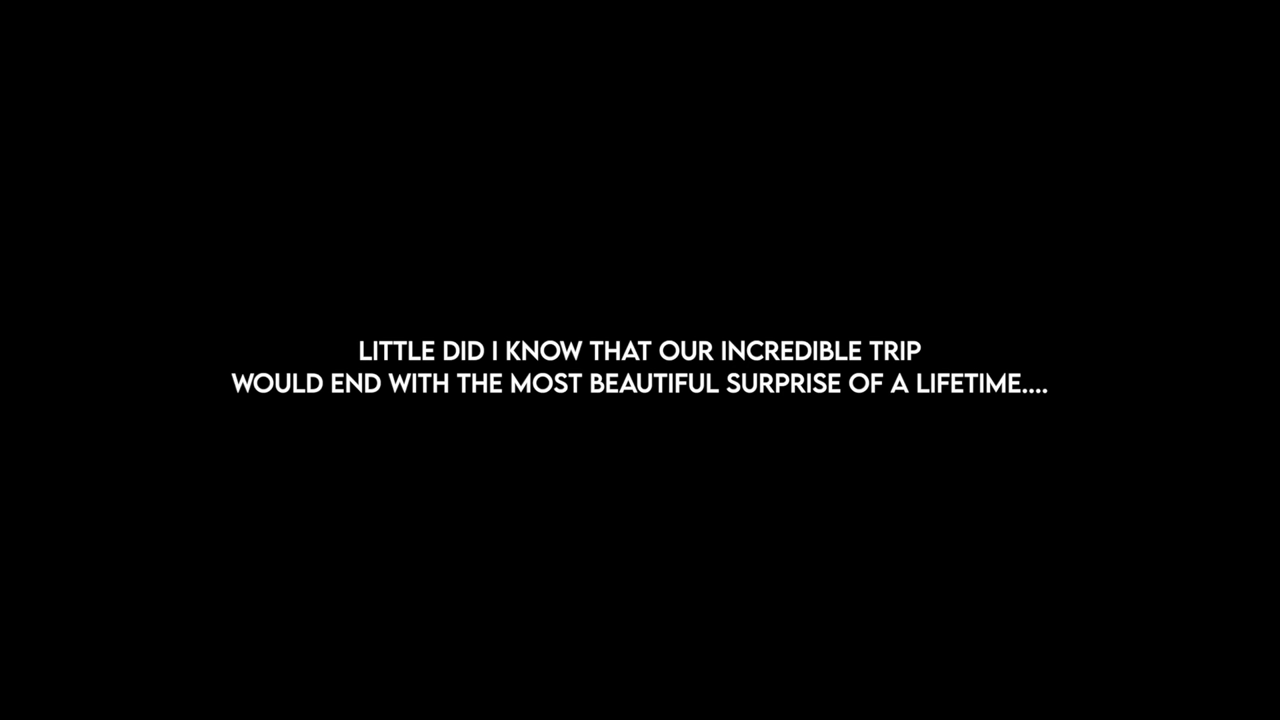 LITTLE DID I KNOW THAT OUR INCREDIBLE TRIP
WOULD END WITH THE MOST BEAUTIFUL SURPRISE OF A LIFETIME....